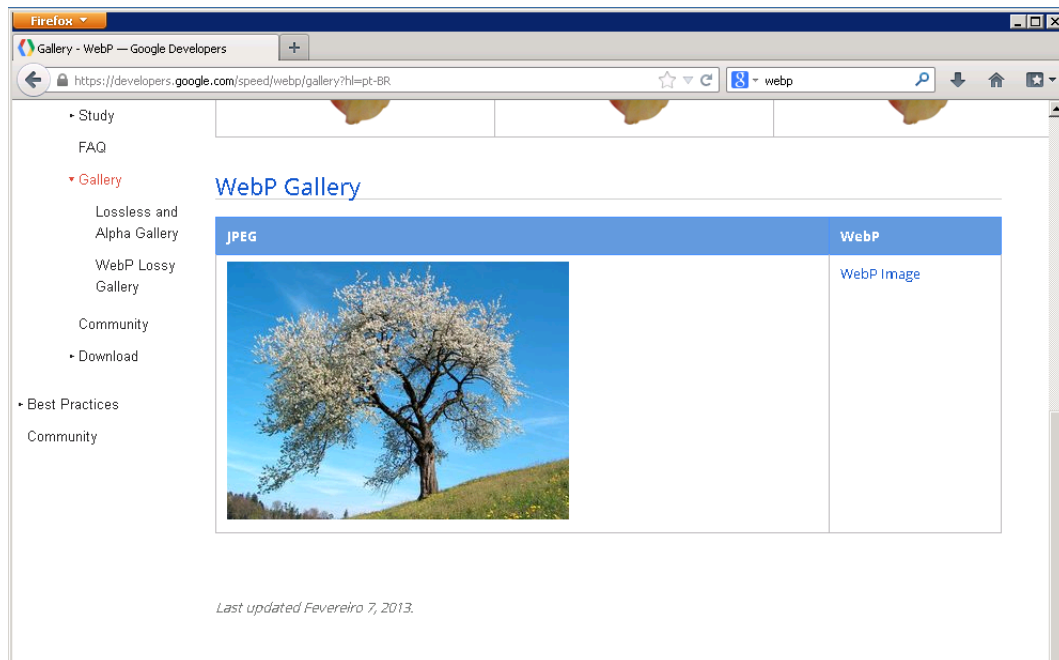 Firefox
Gallery - WebP — Google Developers
https://developers.google.com/speed/webp/gallery?hl=pt-BR
webp
Study
FAQ
Gallery
Lossless and
Alpha Gallery
WebP Lossy
Gallery
Community
Download
Best Practices
Community
WebP Gallery
JPEG WebP
WebP Image
Last updated Fevereiro 7, 2013.